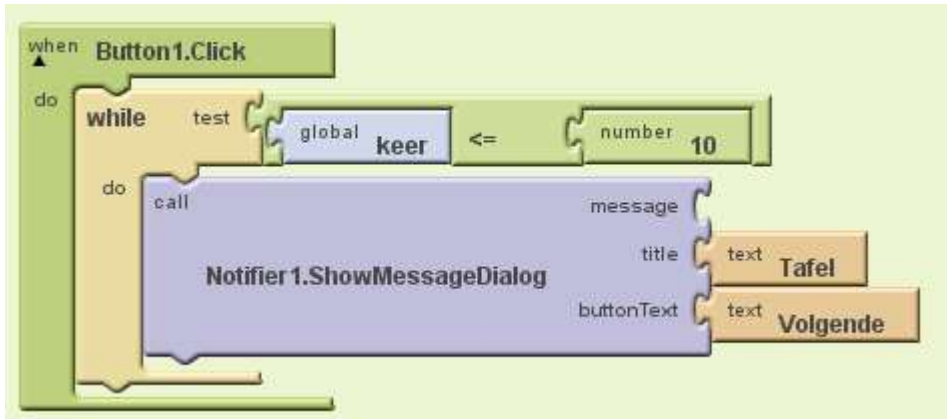 when Button1.Click
do
while test global keer <= number 10
do
call
message
title text Tafel
Notifier1.ShowMessageDialog
buttonText text Volgende